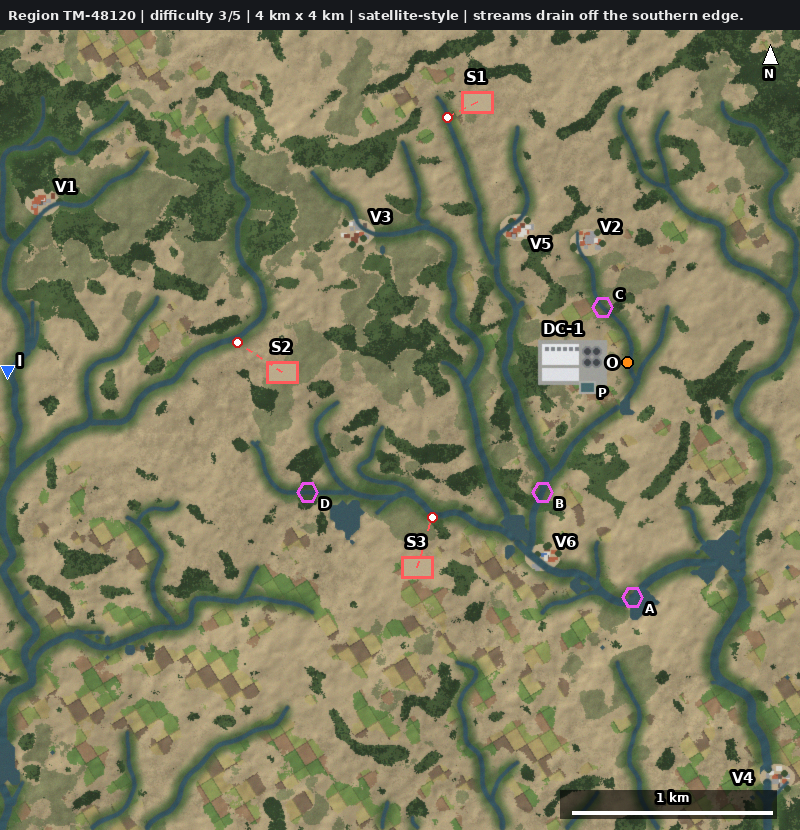 Region TM-48120 | difficulty 3/5 | 4 km x 4 km | satellite-style | streams drain off the southern edge.
N
S1
V1
V3
V2
V5
C
DC-1
S2
I
O
P
D
B
S3
V6
A
V4
1 km